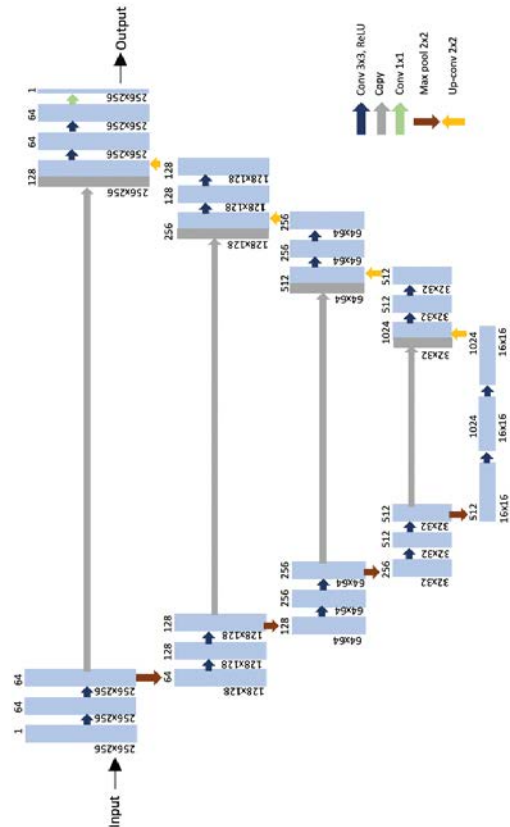 Input
1
64
64
256x256
256x256
256x256
64
128
128
128x128
128x128
128x128
128
256
256
64x64
64x64
64x64
256
512
512
32x32
32x32
32x32
512
1024
1024
16x16
16x16
16x16
1024
512
512
32x32
32x32
32x32
512
256
256
64x64
64x64
64x64
256
128
128
128x128
128x128
128x128
128
64
64
1
256x256
256x256
256x256
256x256
Output
Conv 3x3, ReLU
Copy
Conv 1x1
Max pool 2x2
Up-conv 2x2